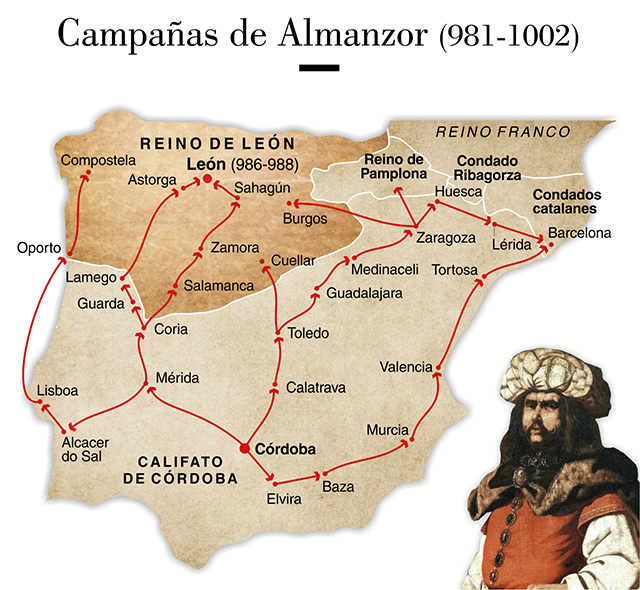 Campañas de Almanzor (981-1002)
REINO FRANCO
REINO DE LEÓN
León (986-988)
Compostela
Astorga
Sahagún
Burgos
Reino de
Pamplona
Condado
Ribagorza
Huesca
Condados
catalanes
Barcelona
Oporto
Zamora
Cuellar
Zaragoza
Lérida
Lamego
Medinaceli
Tortosa
Guarda
Salamanca
Guadalajara
Coria
Toledo
Lisboa
Mérida
Calatrava
Valencia
Alcacer
do Sal
Córdoba
Murcia
CALIFATO
DE CÓRDOBA
Elvira
Baza